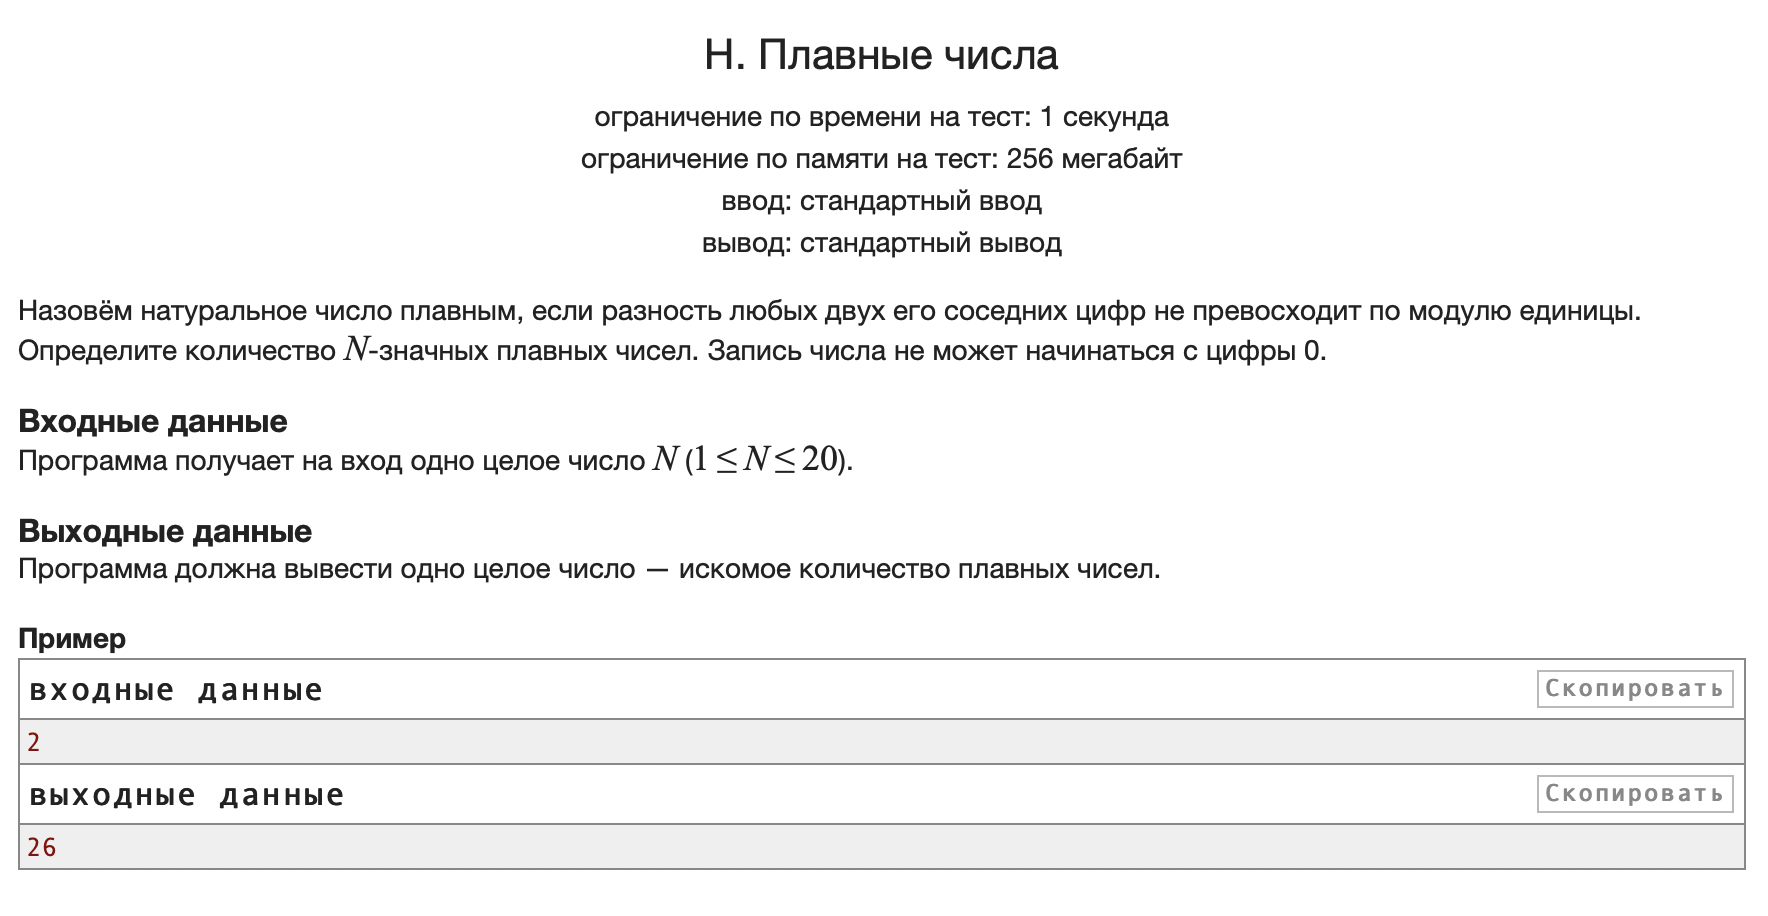 H. Плавные числа
ограничение по времени на тест: 1 секунда
ограничение по памяти на тест: 256 мегабайт
ввод: стандартный ввод
вывод: стандартный вывод
Назовём натуральное число плавным, если разность любых двух его соседних цифр не превосходит по модулю единицы.
Определите количество N-значных плавных чисел. Запись числа не может начинаться с цифры 0.
Входные данные
Программа получает на вход одно целое число N (1 ≤ N ≤ 20).
Выходные данные
Программа должна вывести одно целое число — искомое количество плавных чисел.
Пример
входные данные Скопировать
2
выходные данные Скопировать
26